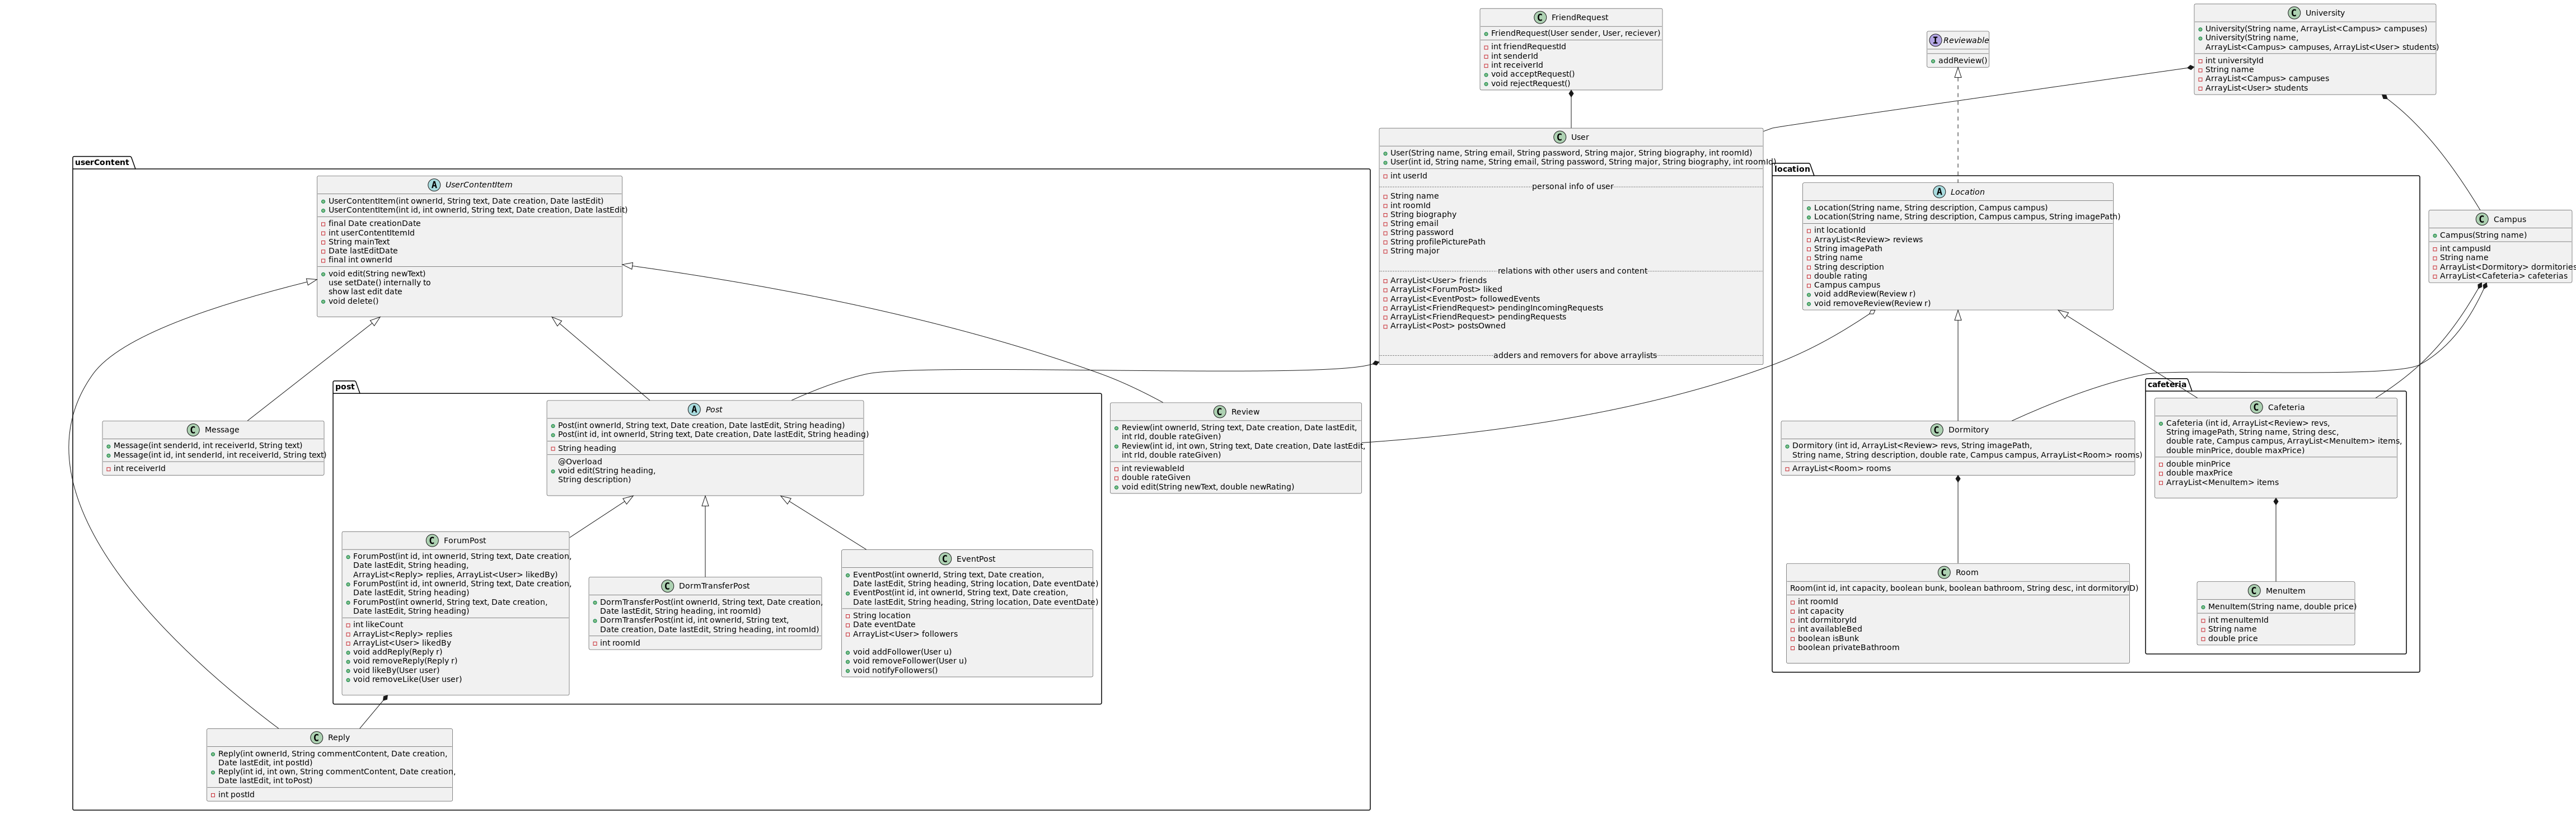 FriendRequest
FriendRequest(User sender, User, reciever)
int friendRequestId
int senderId
int receiverId
void acceptRequest()
void rejectRequest()
Reviewable
addReview()
University
University(String name, ArrayList<Campus> campuses)
University(String name,
ArrayList<Campus> campuses, ArrayList<User> students)
int universityId
String name
ArrayList<Campus> campuses
ArrayList<User> students
User
User(String name, String email, String password, String major, String biography, int roomId)
User(int id, String name, String email, String password, String major, String biography, int roomId)
int userId
personal info of user
String name
int roomId
String biography
String email
String password
String profilePicturePath
String major
relations with other users and content
ArrayList<User> friends
ArrayList<ForumPost> liked
ArrayList<EventPost> followedEvents
ArrayList<FriendRequest> pendingIncomingRequests
ArrayList<FriendRequest> pendingRequests
ArrayList<Post> postsOwned
adders and removers for above arraylists
userContent
UserContentItem
UserContentItem(int ownerId, String text, Date creation, Date lastEdit)
UserContentItem(int id, int ownerId, String text, Date creation, Date lastEdit)
final Date creationDate
int userContentItemId
String mainText
Date lastEditDate
final int ownerId
void edit(String newText)
use setDate() internally to
show last edit date
void delete()
Message
Message(int senderId, int receiverId, String text)
Message(int id, int senderId, int receiverId, String text)
int receiverId
post
Post
Post(int ownerId, String text, Date creation, Date lastEdit, String heading)
Post(int id, int ownerId, String text, Date creation, Date lastEdit, String heading)
String heading
@Overload
void edit(String heading,
String description)
Review
Review(int ownerId, String text, Date creation, Date lastEdit,
int rId, double rateGiven)
Review(int id, int own, String text, Date creation, Date lastEdit,
int rId, double rateGiven)
int reviewableId
double rateGiven
void edit(String newText, double newRating)
ForumPost
ForumPost(int id, int ownerId, String text, Date creation,
Date lastEdit, String heading,
ArrayList<Reply> replies, ArrayList<User> likedBy)
ForumPost(int id, int ownerId, String text, Date creation,
Date lastEdit, String heading)
ForumPost(int ownerId, String text, Date creation,
Date lastEdit, String heading)
int likeCount
ArrayList<Reply> replies
ArrayList<User> likedBy
void addReply(Reply r)
void removeReply(Reply r)
void likeBy(User user)
void removeLike(User user)
DormTransferPost
DormTransferPost(int ownerId, String text, Date creation,
Date lastEdit, String heading, int roomId)
DormTransferPost(int id, int ownerId, String text,
Date creation, Date lastEdit, String heading, int roomId)
int roomId
EventPost
EventPost(int ownerId, String text, Date creation,
Date lastEdit, String heading, String location, Date eventDate)
EventPost(int id, int ownerId, String text, Date creation,
Date lastEdit, String heading, String location, Date eventDate)
String location
Date eventDate
ArrayList<User> followers
void addFollower(User u)
void removeFollower(User u)
void notifyFollowers()
Reply
Reply(int ownerId, String commentContent, Date creation,
Date lastEdit, int postId)
Reply(int id, int own, String commentContent, Date creation,
Date lastEdit, int toPost)
int postId
location
Location
Location(String name, String description, Campus campus)
Location(String name, String description, Campus campus, String imagePath)
int locationId
ArrayList<Review> reviews
String imagePath
String name
String description
double rating
Campus campus
void addReview(Review r)
void removeReview(Review r)
Campus
Campus(String name)
int campusId
String name
ArrayList<Dormitory> dormitories
ArrayList<Cafeteria> cafeterias
Dormitory
Dormitory (int id, ArrayList<Review> revs, String imagePath,
String name, String description, double rate, Campus campus, ArrayList<Room> rooms)
ArrayList<Room> rooms
Room
Room(int id, int capacity, boolean bunk, boolean bathroom, String desc, int dormitoryID)
int roomId
int capacity
int dormitoryId
int availableBed
boolean isBunk
boolean privateBathroom
cafeteria
Cafeteria
Cafeteria (int id, ArrayList<Review> revs,
String imagePath, String name, String desc,
double rate, Campus campus, ArrayList<MenuItem> items,
double minPrice, double maxPrice)
double minPrice
double maxPrice
ArrayList<MenuItem> items
MenuItem
MenuItem(String name, double price)
int menuItemId
String name
double price